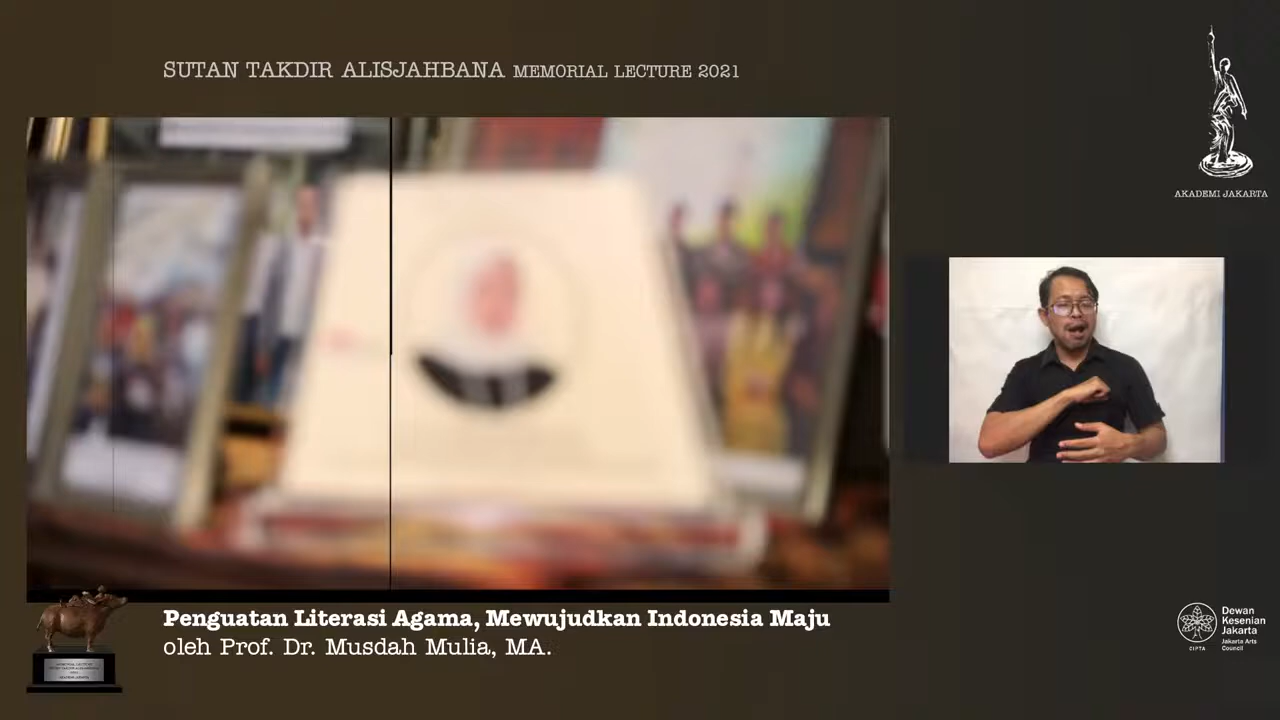 SUTAN TAKDIR ALISJAHBANA MEMORIAL LECTURE 2021
AKADEMI JAKARTA
Penguatan Literasi Agama, Mewujudkan Indonesia Maju
oleh Prof. Dr. Musdah Mulia, MA.
CIPTA
Dewan
Kesenian
Jakarta
Jakarta Arts
Council